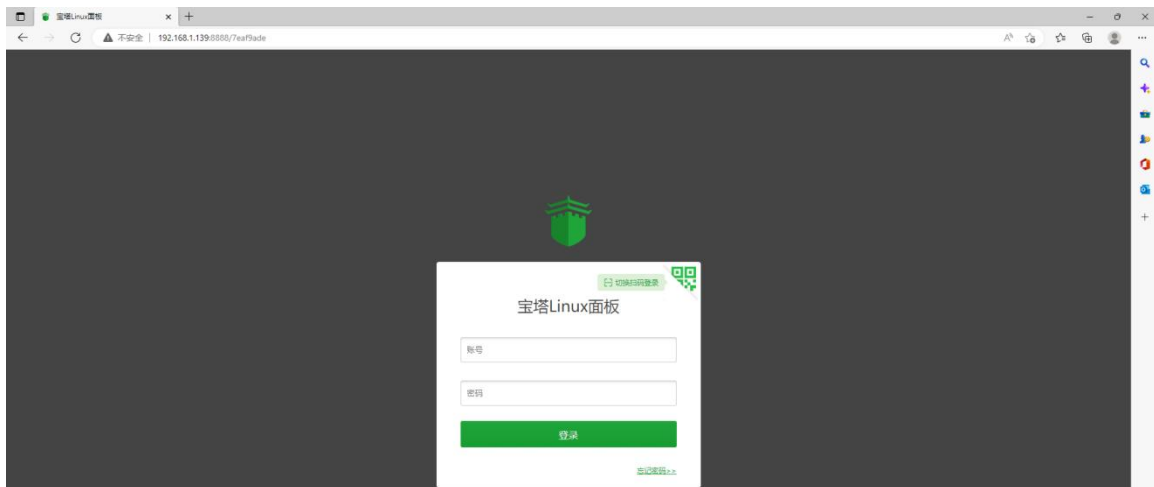 宝塔Linux面板
不安全 | 192.168.1.139:8888/7eaf9ade
切换扫码登录
宝塔Linux面板
账号
密码
登录
忘记密码>>